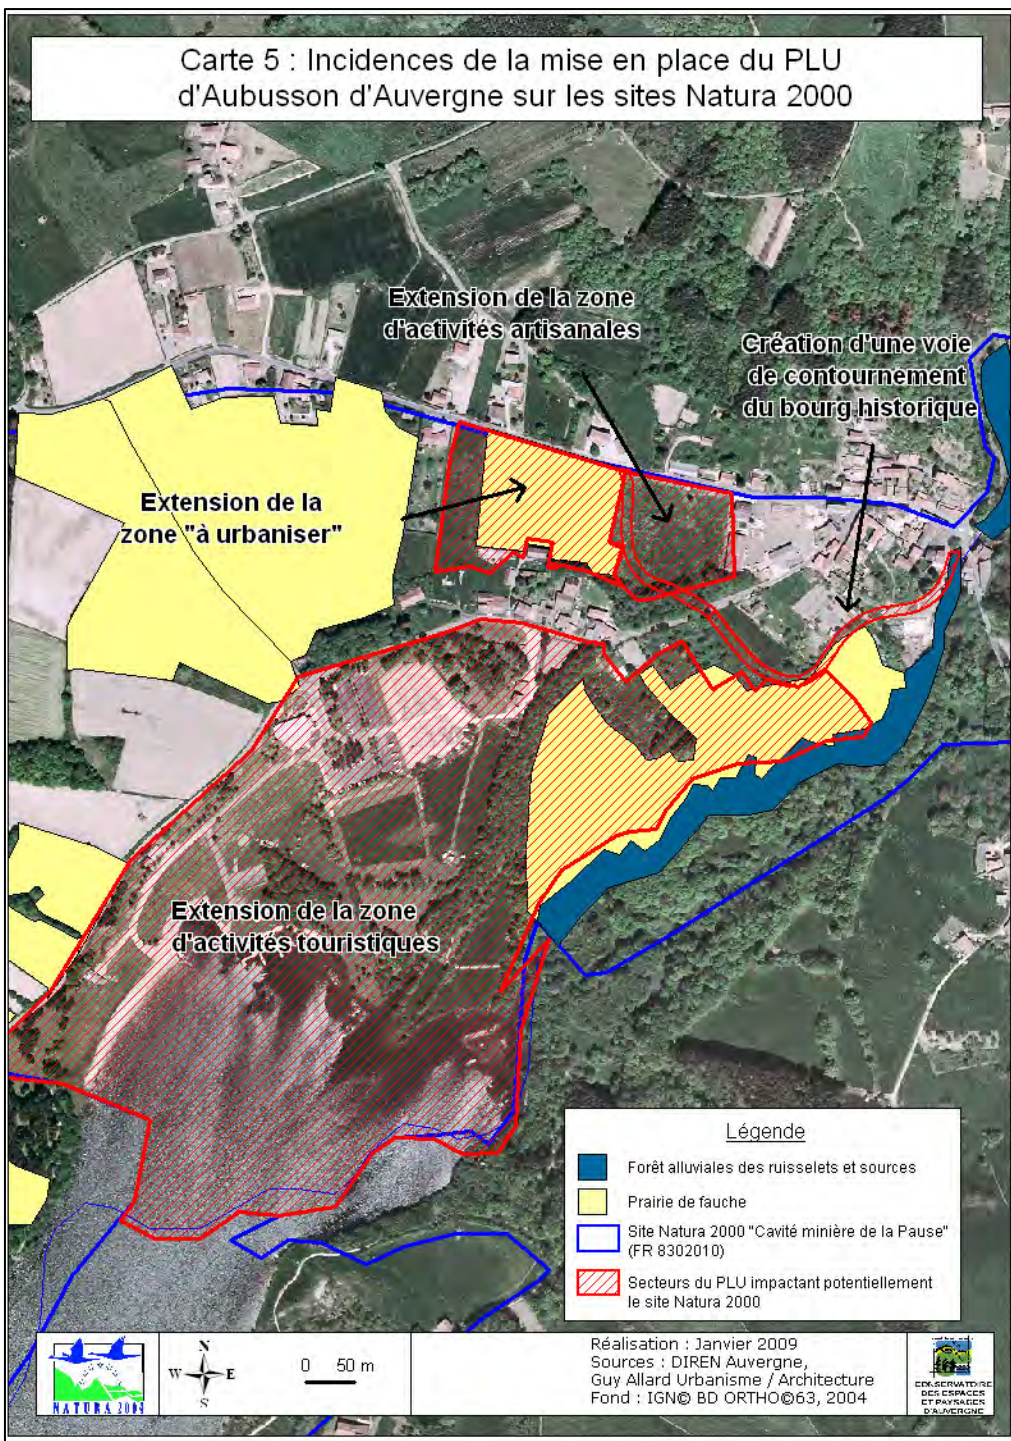 Carte 5 : Incidences de la mise en place du PLU
d'Aubusson d'Auvergne sur les sites Natura 2000
Extension de la zone
d'activités artisanales
Création d'une voie
de contournement
du bourg historique
Extension de la
zone "à urbaniser"
Extension de la zone
d'activités touristiques
Légende
Forêt alluviales des ruisselets et sources
Prairie de fauche
Site Natura 2000 "Cavité minière de la Pause"
(FR 8302010)
Secteurs du PLU impactant potentiellement
le site Natura 2000
NATURA 2000
N
W E
S
0 50 m
Réalisation : Janvier 2009
Sources : DIREN Auvergne,
Guy Allard Urbanisme / Architecture
Fond : IGN© BD ORTHO©63, 2004
CONSERVATOIRE
DES ESPACES
ET PAYSAGES
D'AUVERGNE